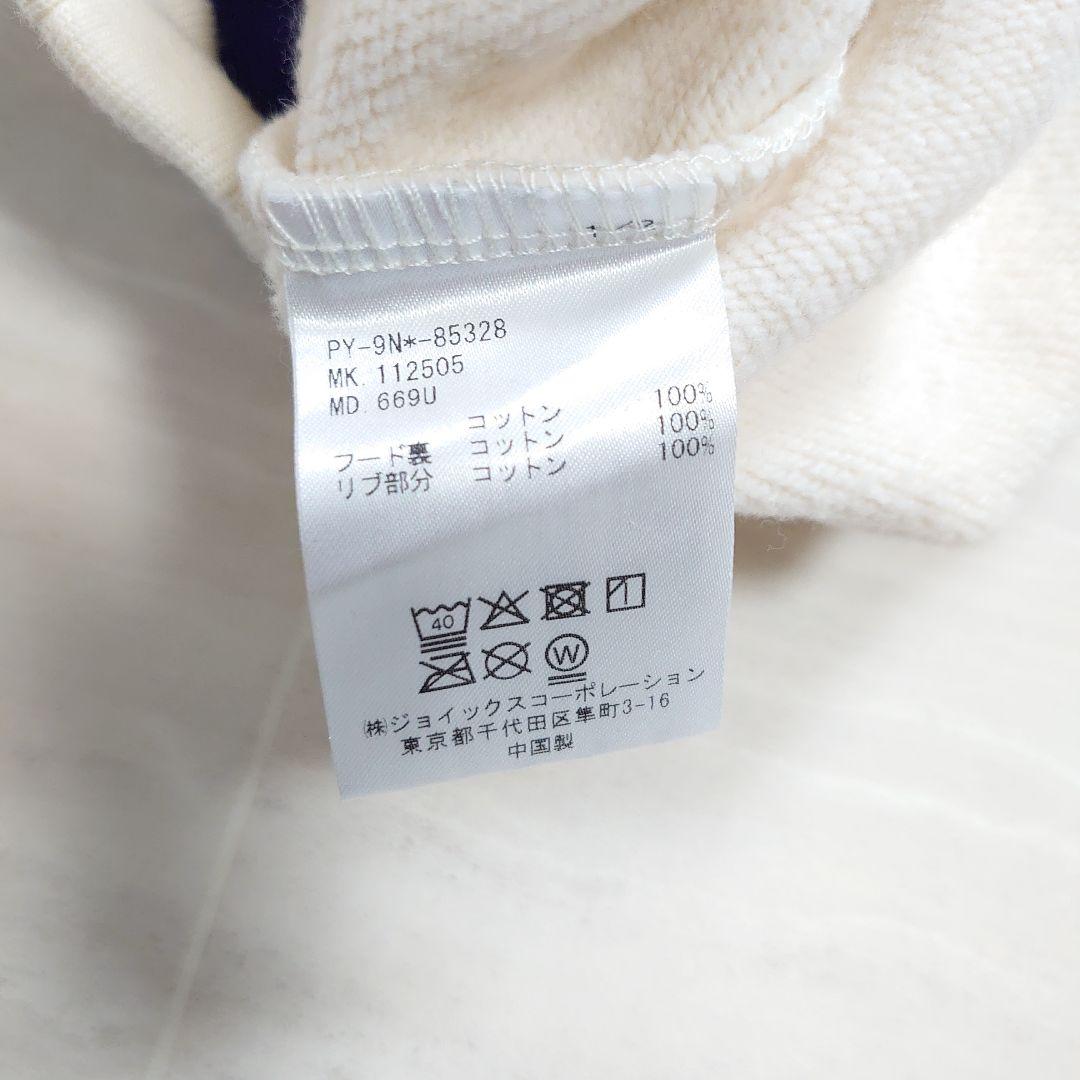 PY-9N*-85328
MK. 112505
MD. 669U
コットン 100%
フード裏 コットン 100%
リブ部分 コットン 100%
40
W
㈱ジョイックスコーポレーション
東京都千代田区隼町3-16
中国製